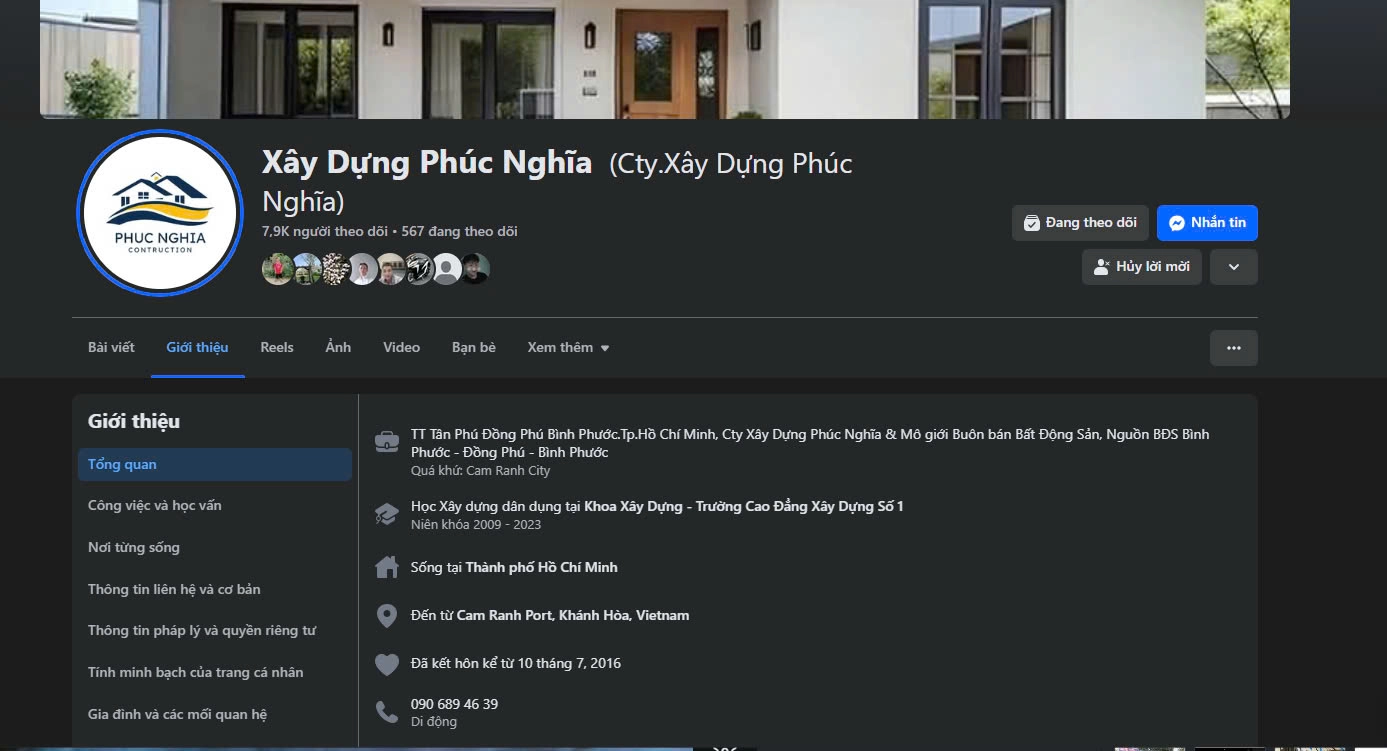 Xây Dựng Phúc Nghĩa (Cty.Xây Dựng Phúc
Nghĩa)
7,9K người theo dõi • 567 đang theo dõi
PHUC NGHIA
CONTRUCTION
Đang theo dõi
Nhắn tin
Hủy lời mời
Bài viết
Giới thiệu
Reels
Ảnh
Video
Bạn bè
Xem thêm
Giới thiệu
Tổng quan
Công việc và học vấn
Nơi từng sống
Thông tin liên hệ và cơ bản
Thông tin pháp lý và quyền riêng tư
Tính minh bạch của trang cá nhân
Gia đình và các mối quan hệ
TT Tân Phú Đồng Phú Bình Phước.Tp.Hồ Chí Minh, Cty Xây Dựng Phúc Nghĩa & Mô giới Buôn bán Bất Động Sản, Nguồn BĐS Bình
Phước - Đồng Phú - Bình Phước
Quá khứ: Cam Ranh City
Học Xây dựng dân dụng tại Khoa Xây Dựng - Trường Cao Đẳng Xây Dựng Số 1
Niên khóa 2009 - 2023
Sống tại Thành phố Hồ Chí Minh
Đến từ Cam Ranh Port, Khánh Hòa, Vietnam
Đã kết hôn kể từ 10 tháng 7, 2016
090 689 46 39
Di động